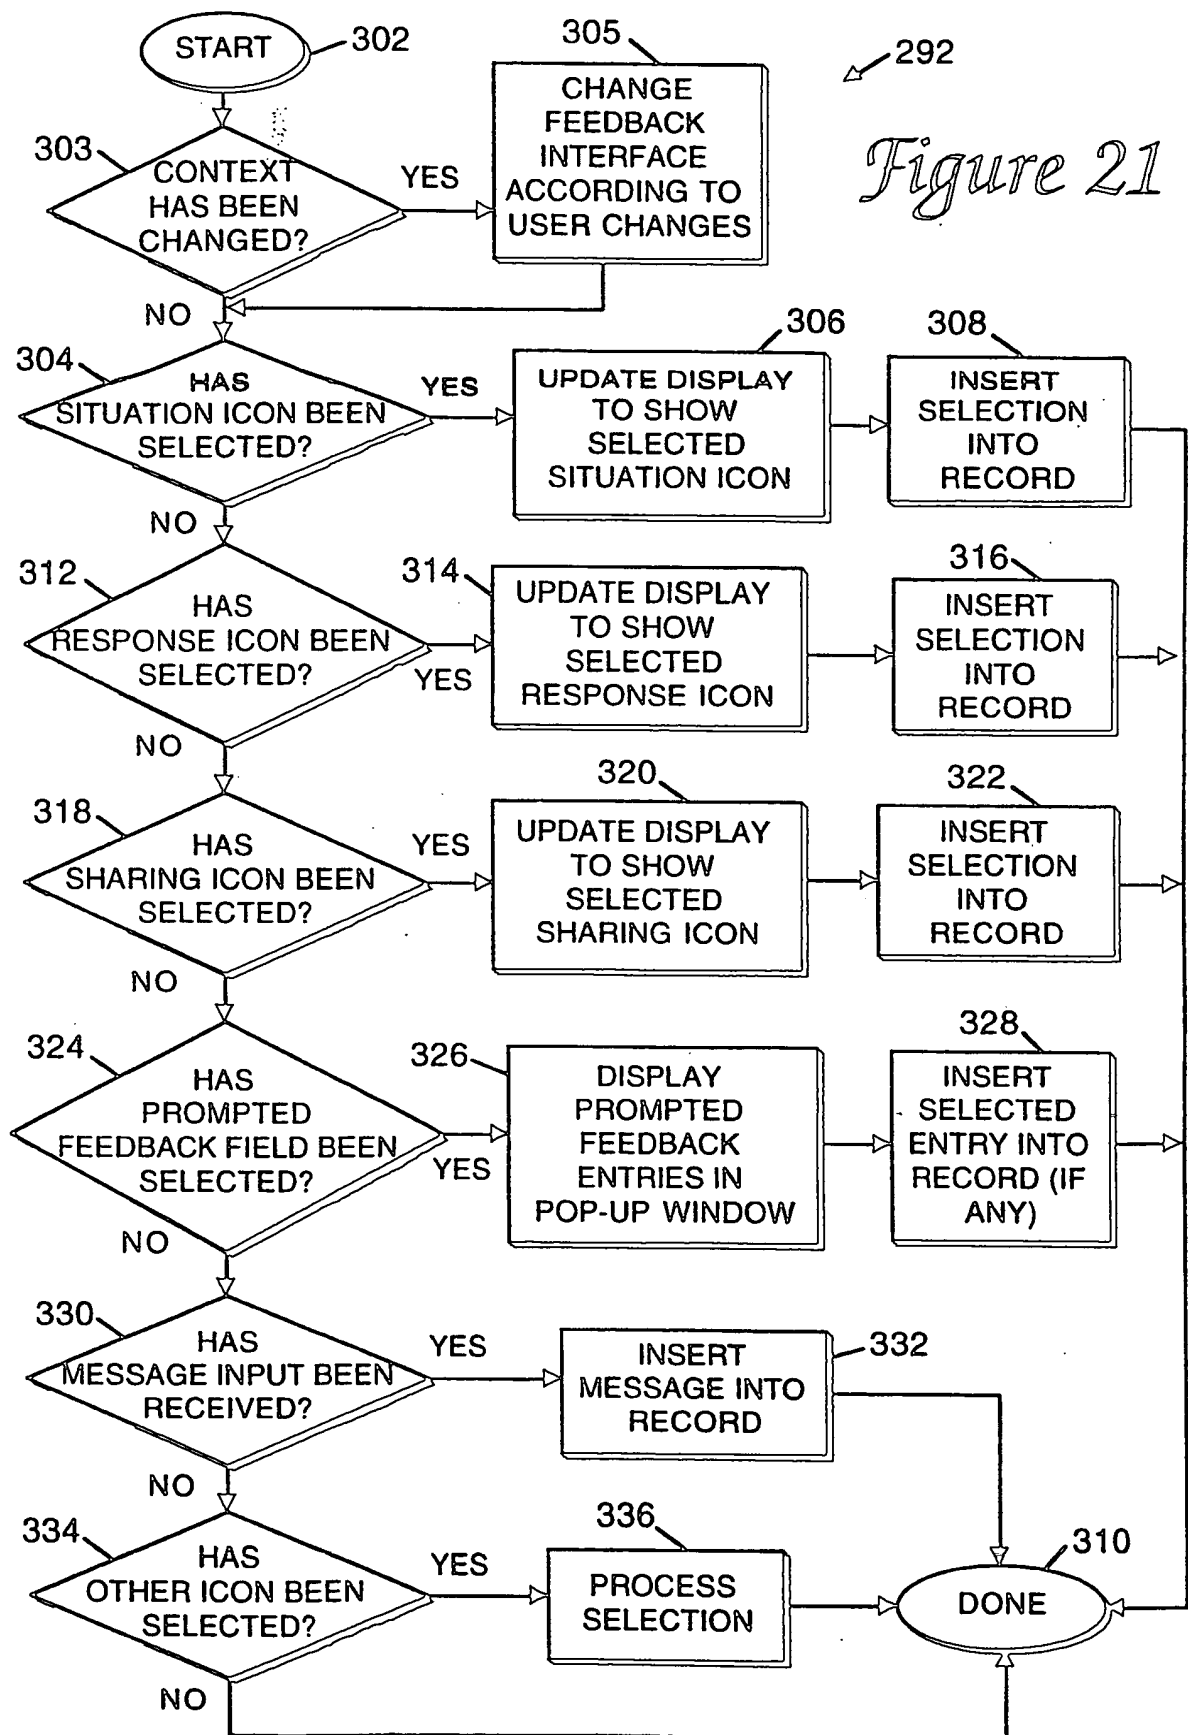 START
302
305
292
Figure 21
CHANGE
FEEDBACK
INTERFACE
ACCORDING TO
USER CHANGES
303
CONTEXT
HAS BEEN
CHANGED?
YES
NO
304
HAS
SITUATION ICON BEEN
SELECTED?
YES
306
UPDATE DISPLAY
TO SHOW
SELECTED
SITUATION ICON
308
INSERT
SELECTION
INTO
RECORD
NO
312
HAS
RESPONSE ICON BEEN
SELECTED?
YES
314
UPDATE DISPLAY
TO SHOW
SELECTED
RESPONSE ICON
316
INSERT
SELECTION
INTO
RECORD
NO
318
HAS
SHARING ICON BEEN
SELECTED?
YES
320
UPDATE DISPLAY
TO SHOW
SELECTED
SHARING ICON
322
INSERT
SELECTION
INTO
RECORD
NO
324
HAS
PROMPTED
FEEDBACK FIELD BEEN
SELECTED?
YES
326
DISPLAY
PROMPTED
FEEDBACK
ENTRIES IN
POP-UP WINDOW
328
INSERT
SELECTED
ENTRY INTO
RECORD (IF
ANY)
NO
330
HAS
MESSAGE INPUT BEEN
RECEIVED?
YES
INSERT
MESSAGE INTO
RECORD
332
NO
334
HAS
OTHER ICON BEEN
SELECTED?
YES
336
PROCESS
SELECTION
310
DONE
NO